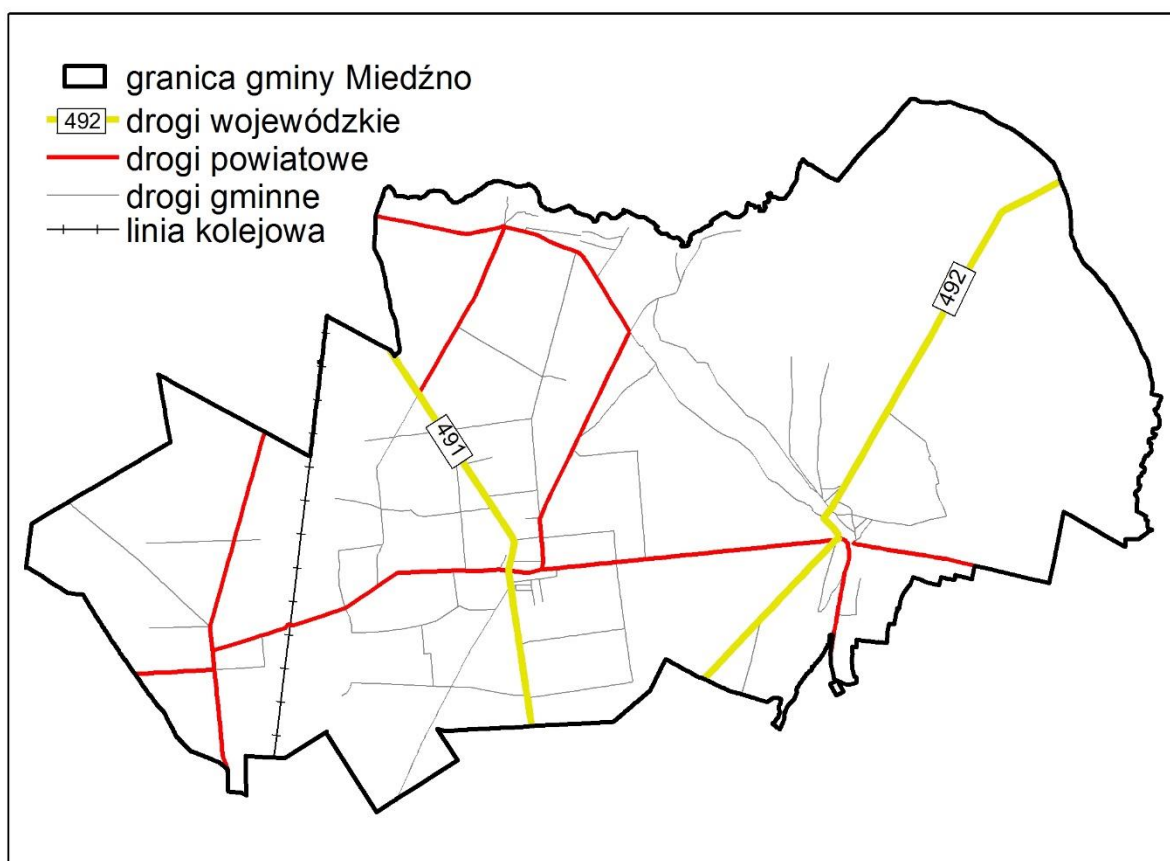 granica gminy Miedźno
492 drogi wojewódzkie
drogi powiatowe
drogi gminne
linia kolejowa
492
491